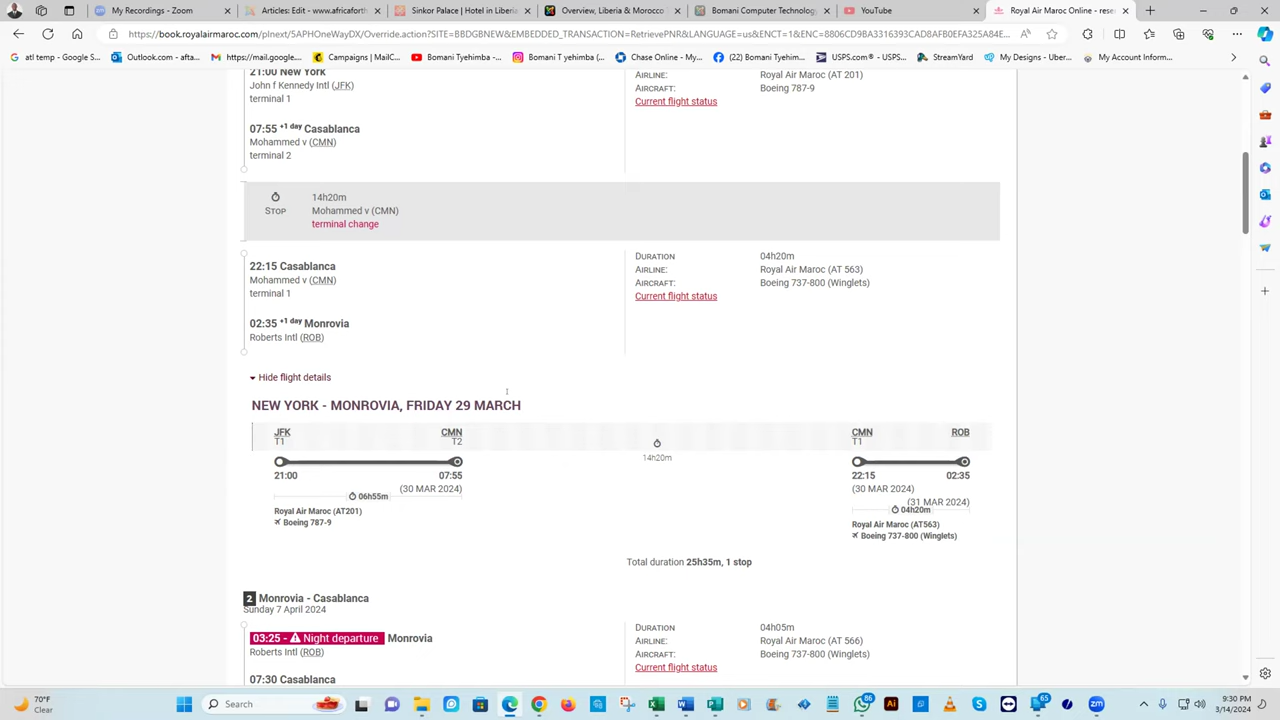 My Recordings - Zoom
Articles Edit - www.africaforth
Sinkor Palace | Hotel in Liberia
Overview, Liberia & Morocco
Bomani Computer Technology
YouTube
Royal Air Maroc Online - rese
https://book.royalairmaroc.com/plnext/5APHOneWayDX/Override.action?SITE=BBDGBNEW&EMBEDDED_TRANSACTION=RetrievePNR&LANGUAGE=us&ENCT=1&ENC=8806CD9BA3316393CAD8AFB0EFA325A84E...
atl temp - Google S...
Outlook.com - afta...
https://mail.google...
Campaigns | MailC...
Bomani Tyehimba -...
Instagram
Bomani T yehimba (...
Chase Online - My...
(22) Bomani Tyehim...
USPS.com® - USPS...
StreamYard
My Designs - Uber...
My Account Inform...
21:00 New York
John f Kennedy Intl (JFK)
terminal 1
AIRLINE: Royal Air Maroc (AT 201)
AIRCRAFT: Boeing 787-9
Current flight status
07:55 +1 day Casablanca
Mohammed v (CMN)
terminal 2
STOP
14h20m
Mohammed v (CMN)
terminal change
22:15 Casablanca
Mohammed v (CMN)
terminal 1
DURATION 04h20m
AIRLINE: Royal Air Maroc (AT 563)
AIRCRAFT: Boeing 737-800 (Winglets)
Current flight status
02:35 +1 day Monrovia
Roberts Intl (ROB)
Hide flight details
NEW YORK - MONROVIA, FRIDAY 29 MARCH
JFK
T1
CMN
T2
14h20m
CMN
T1
ROB
21:00
07:55
(30 MAR 2024)
06h55m
Royal Air Maroc (AT201)
Boeing 787-9
22:15
02:35
(30 MAR 2024)
(31 MAR 2024)
04h20m
Royal Air Maroc (AT563)
Boeing 737-800 (Winglets)
Total duration 25h35m, 1 stop
2 Monrovia - Casablanca
Sunday 7 April 2024
03:25 - Night departure Monrovia
Roberts Intl (ROB)
07:30 Casablanca
DURATION 04h05m
AIRLINE: Royal Air Maroc (AT 566)
AIRCRAFT: Boeing 737-800 (Winglets)
Current flight status
70°F
Clear
Search
86
65
zm
9:30 PM
3/14/2024